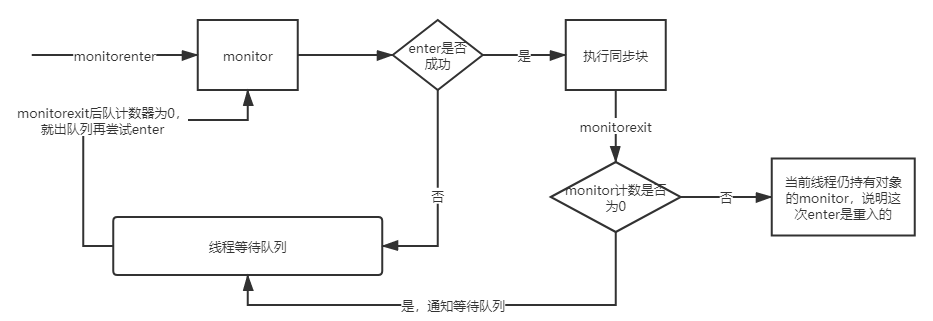 monitorenter
monitor
enter是否
成功
是
执行同步块
monitorexit后队计数器为0，
就出队列再尝试enter
monitorexit
否
monitor计数是否
为0
否
当前线程仍持有对象
的monitor，说明这
次enter是重入的
线程等待队列
是，通知等待队列